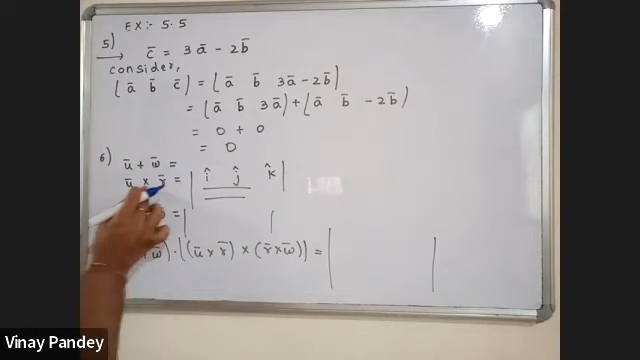 EX:- 5.5
5) c̄ = 3ā - 2b̄
consider,
[ā b̄ c̄] = [ā b̄ 3ā - 2b̄]
= [ā b̄ 3ā] + [ā b̄ - 2b̄]
= 0 + 0
= 0
6) ū + w̄ =
ū × r̄ = | î ĵ k̂ |
= | |
w̄) · [(ū × r̄) × (r̄ × w̄)] = | |
Vinay Pandey